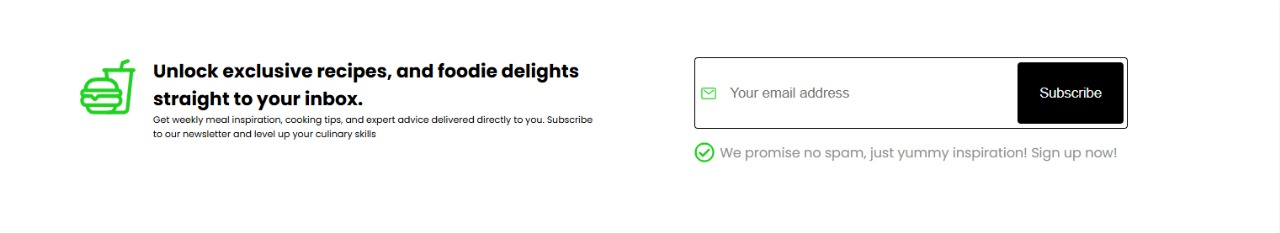 Unlock exclusive recipes, and foodie delights
straight to your inbox.
Get weekly meal inspiration, cooking tips, and expert advice delivered directly to you. Subscribe
to our newsletter and level up your culinary skills
Your email address
Subscribe
We promise no spam, just yummy inspiration! Sign up now!